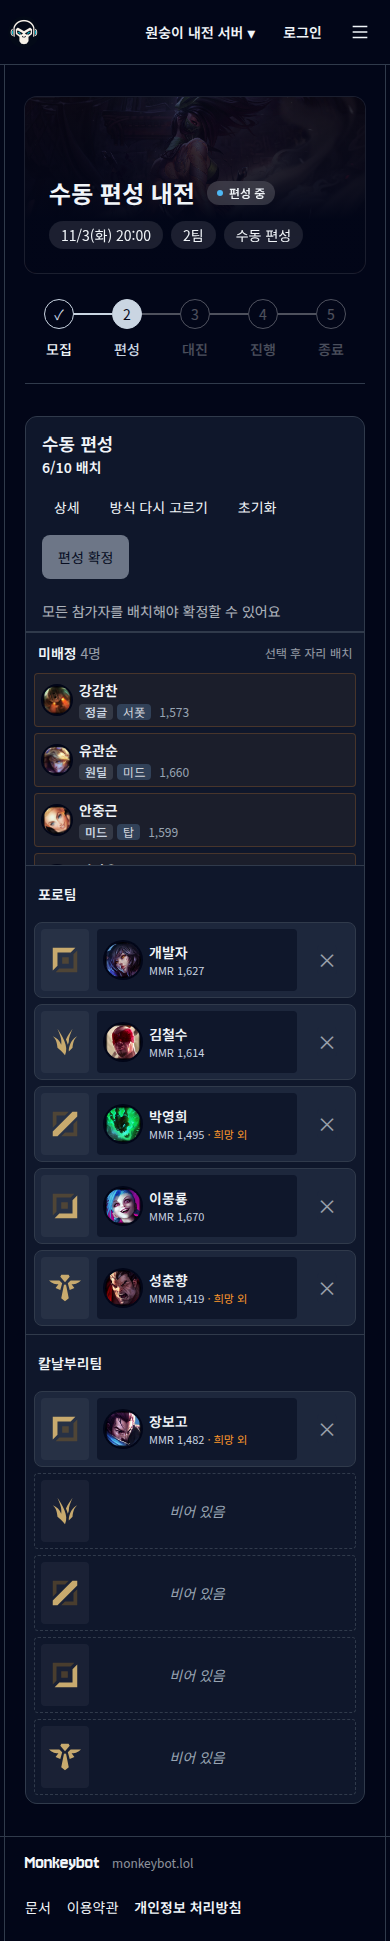 원숭이 내전 서버 ▾ 로그인
수동 편성 내전 편성 중
11/3(화) 20:00 2팀 수동 편성
✓ 2 3 4 5
모집 편성 대진 진행 종료
수동 편성
6/10 배치
상세 방식 다시 고르기 초기화
편성 확정
모든 참가자를 배치해야 확정할 수 있어요
미배정 4명 선택 후 자리 배치
강감찬
정글 서폿 1,573
유관순
원딜 미드 1,660
안중근
미드 탑 1,599
포로팀
개발자
MMR 1,627
김철수
MMR 1,614
박영희
MMR 1,495 · 희망 외
이몽룡
MMR 1,670
성춘향
MMR 1,419 · 희망 외
칼날부리팀
장보고
MMR 1,482 · 희망 외
비어 있음
비어 있음
비어 있음
비어 있음
Monkeybot monkeybot.lol
문서 이용약관 개인정보 처리방침